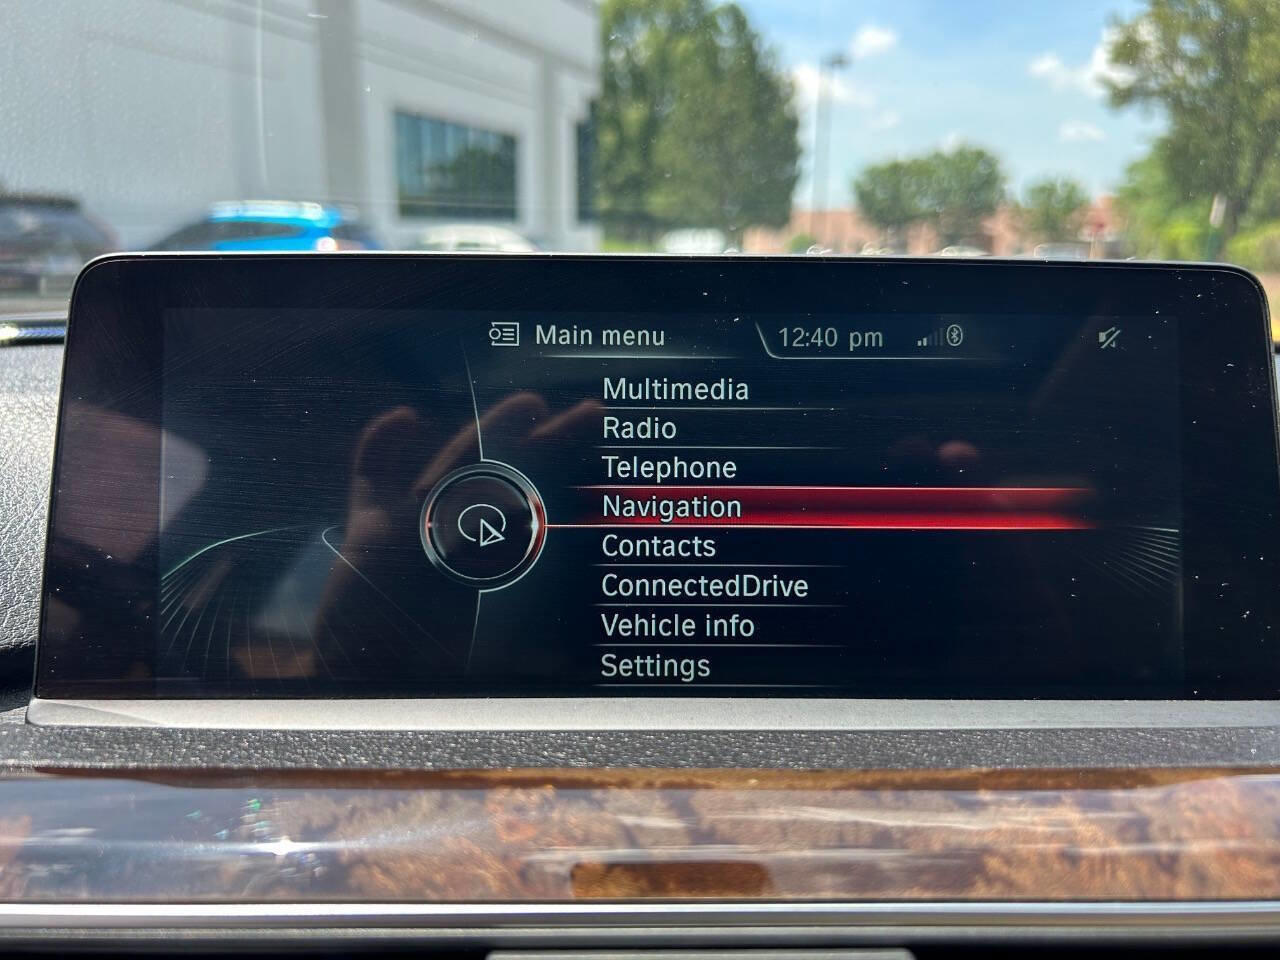 Main menu 12:40 pm
Multimedia
Radio
Telephone
Navigation
Contacts
ConnectedDrive
Vehicle info
Settings